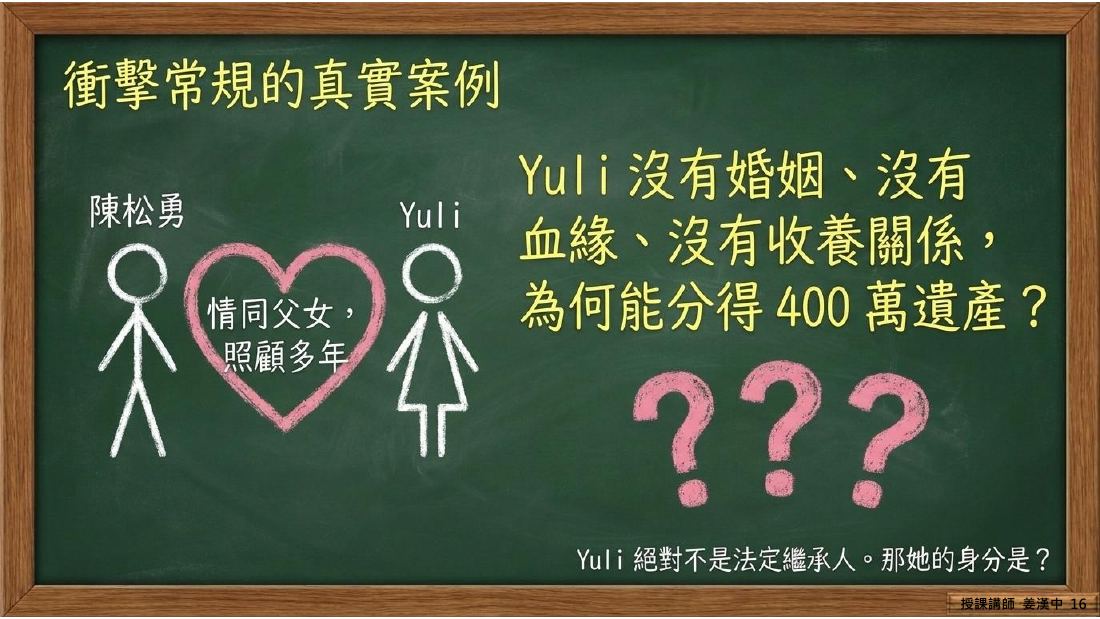 衝擊常規的真實案例
陳松勇
Yuli
情同父女，
照顧多年
Yuli 沒有婚姻、沒有
血緣、沒有收養關係，
為何能分得 400 萬遺產？
???
Yuli 絕對不是法定繼承人。那她的身分是？
授課講師 姜漢中 16